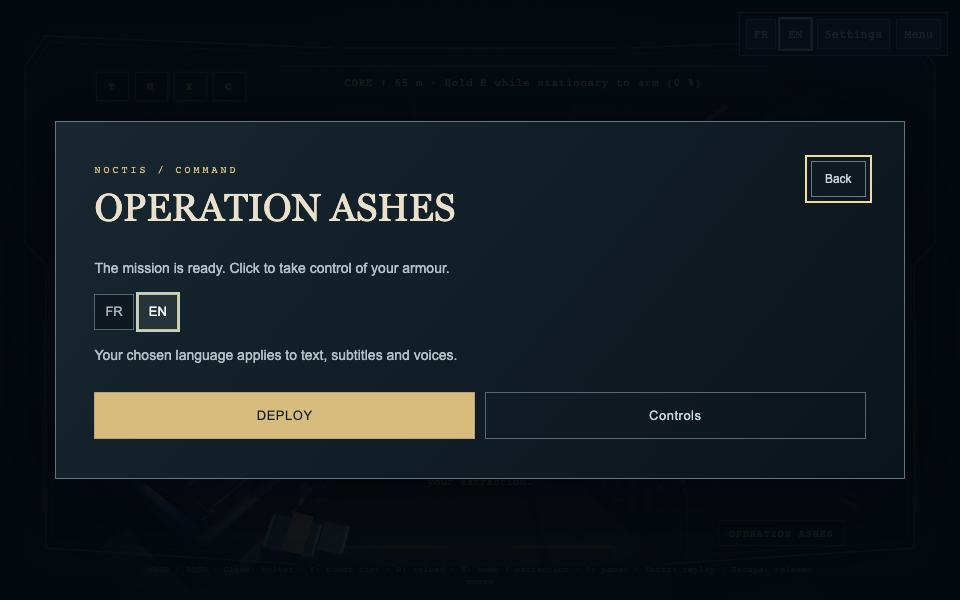 FR EN Settings Menu
T U X C
CORE ↑ 65 m · Hold E while stationary to arm (0 %)
NOCTIS / COMMAND
Back
OPERATION ASHES
The mission is ready. Click to take control of your armour.
FR EN
Your chosen language applies to text, subtitles and voices.
DEPLOY Controls
your extraction.
OPERATION ASHES